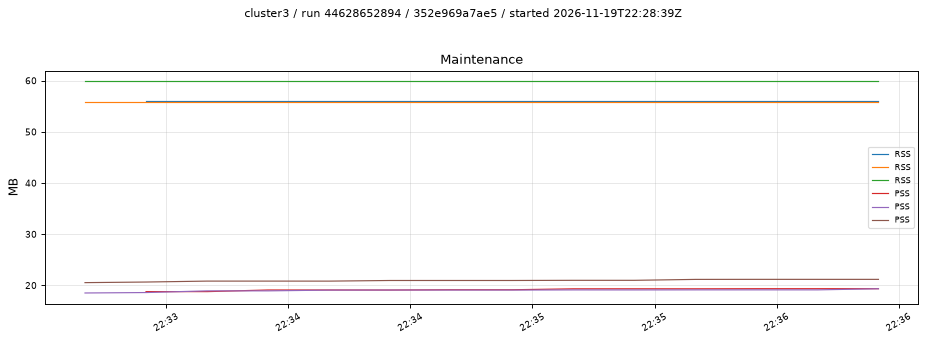 cluster3 / run 44628652894 / 352e969a7ae5 / started 2026-11-19T22:28:39Z
Maintenance
MB
60
50
40
30
20
RSS
RSS
RSS
PSS
PSS
PSS
22:33
22:34
22:34
22:35
22:35
22:36
22:36